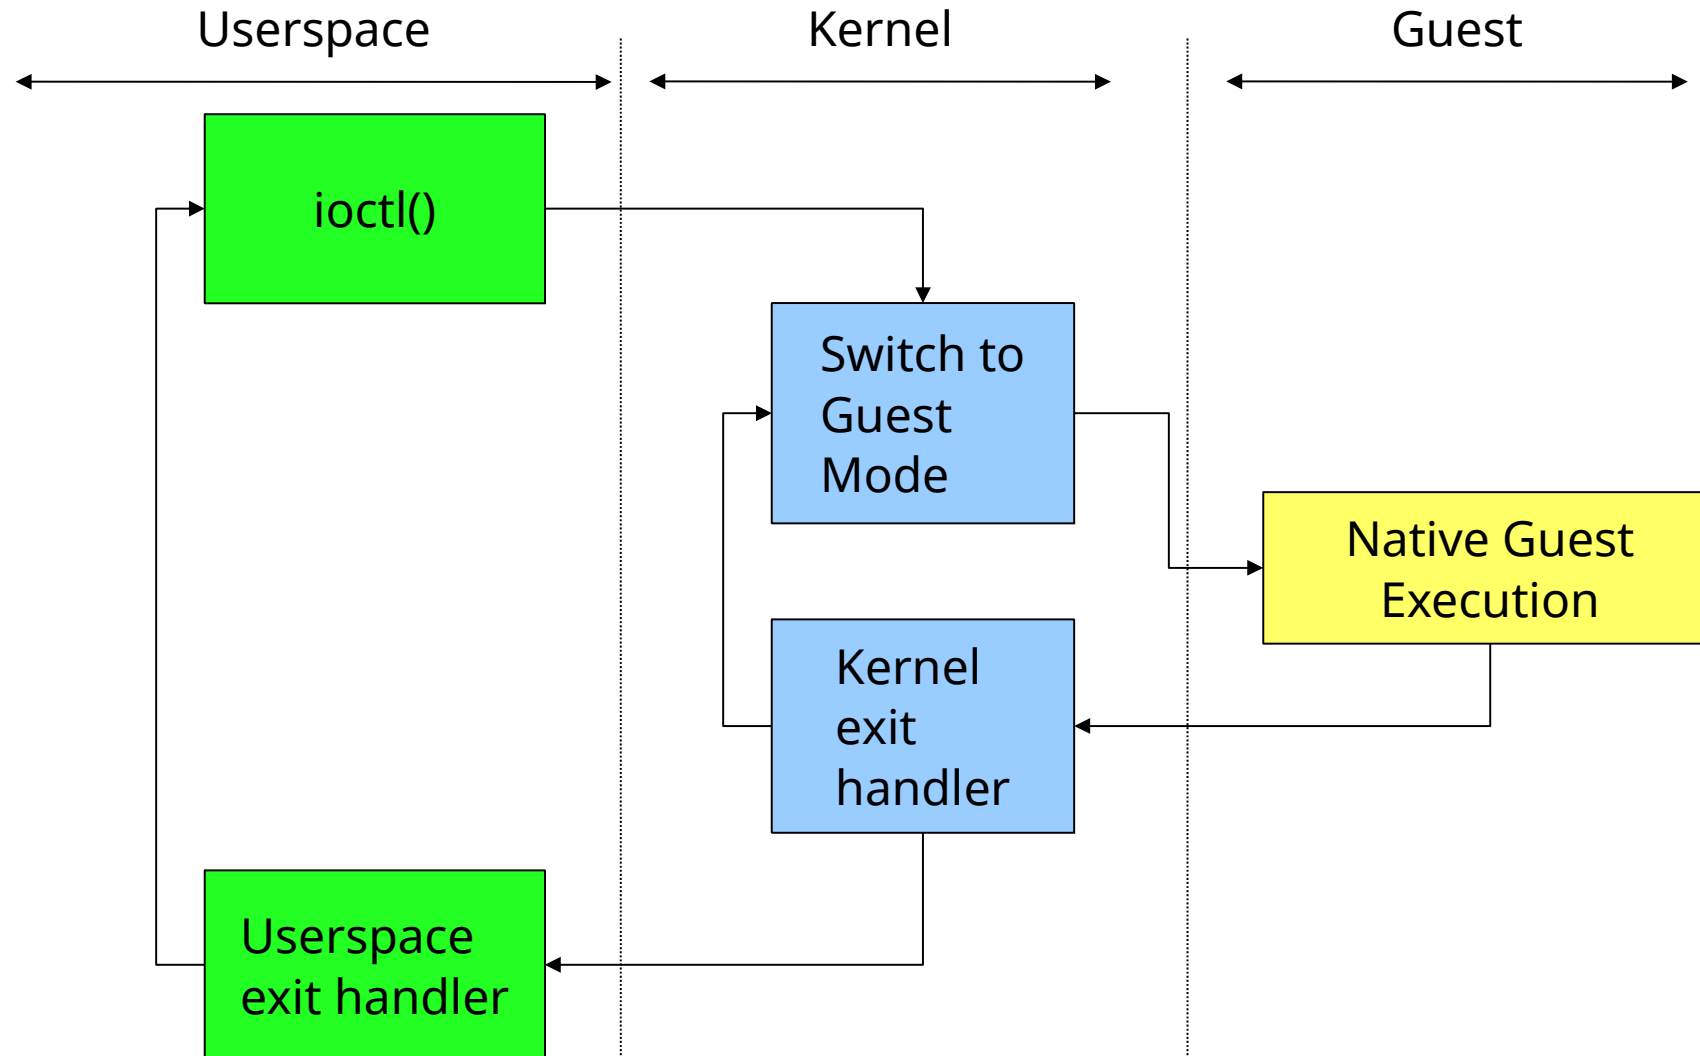 Userspace
Kernel
Guest
ioctl()
Switch to
Guest
Mode
Native Guest
Execution
Kernel
exit
handler
Userspace
exit handler